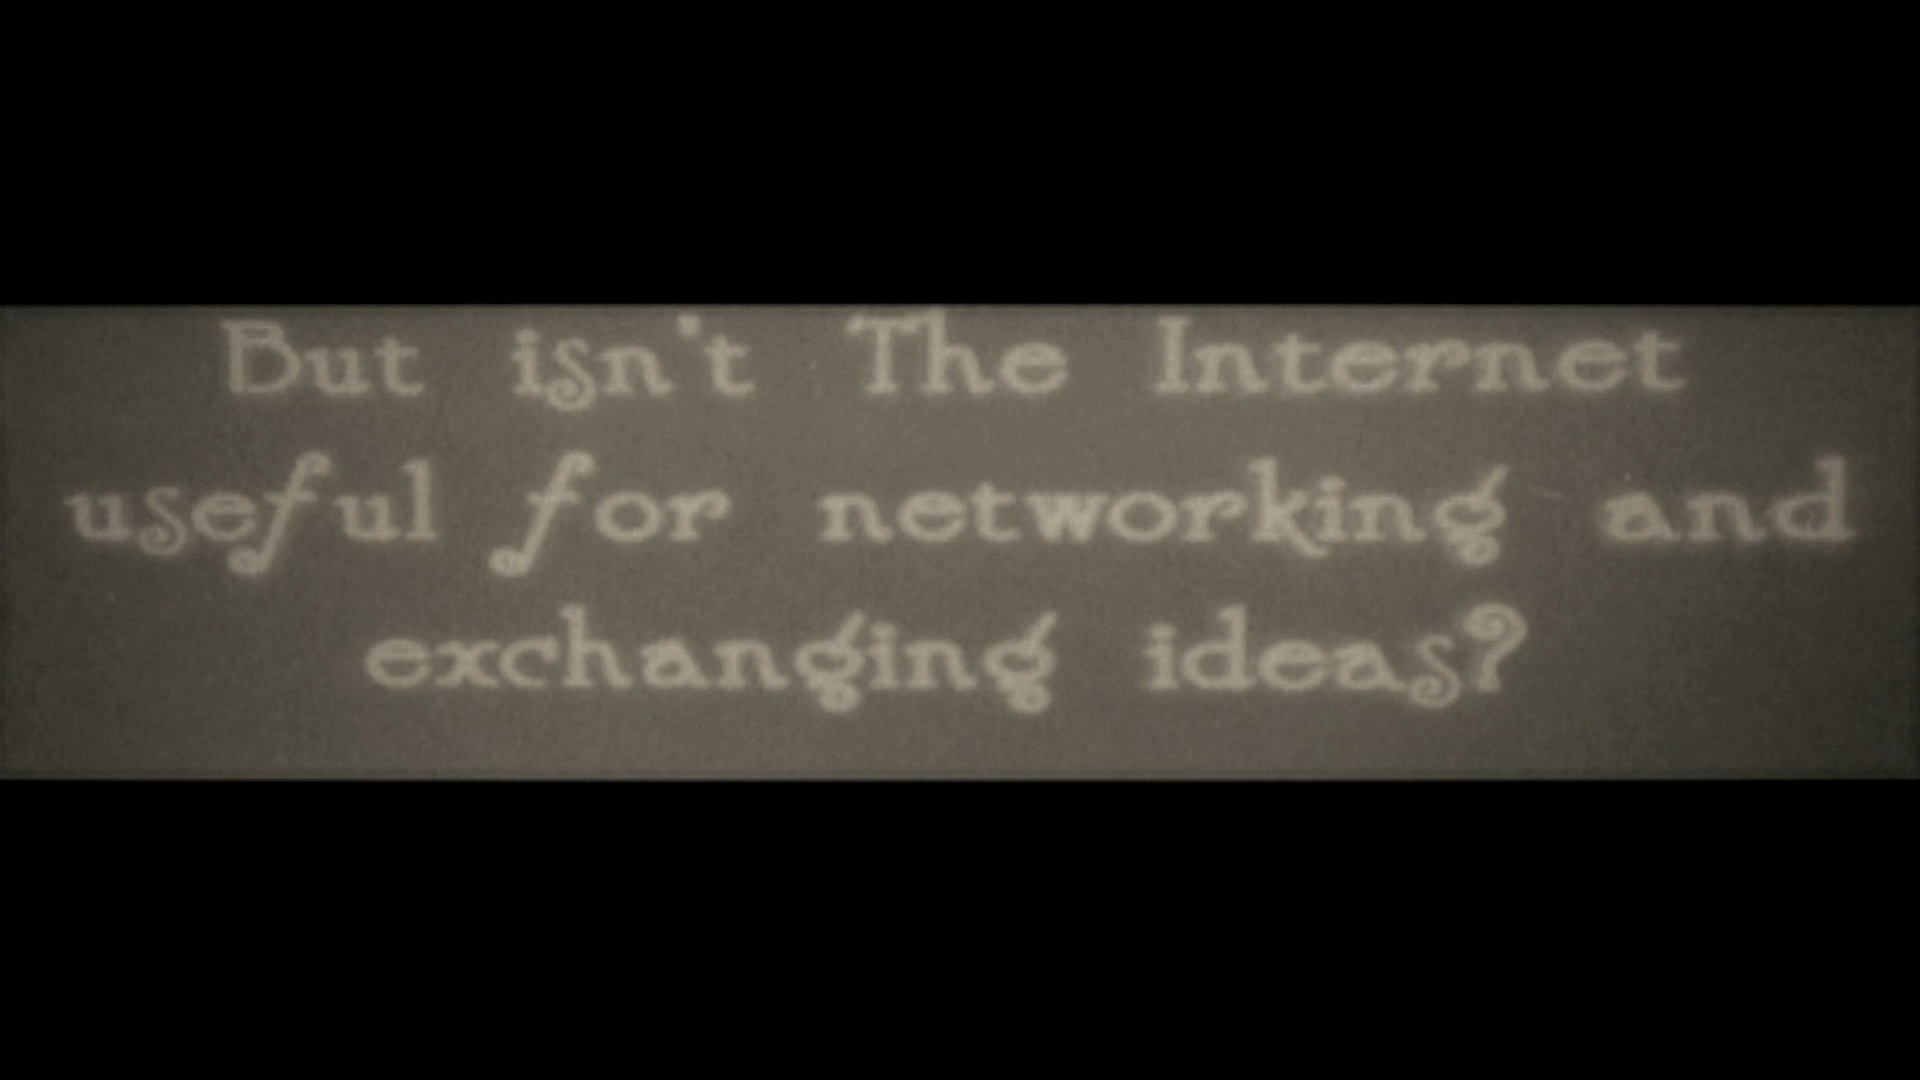 But isn't The Internet
useful for networking and
exchanging ideas?